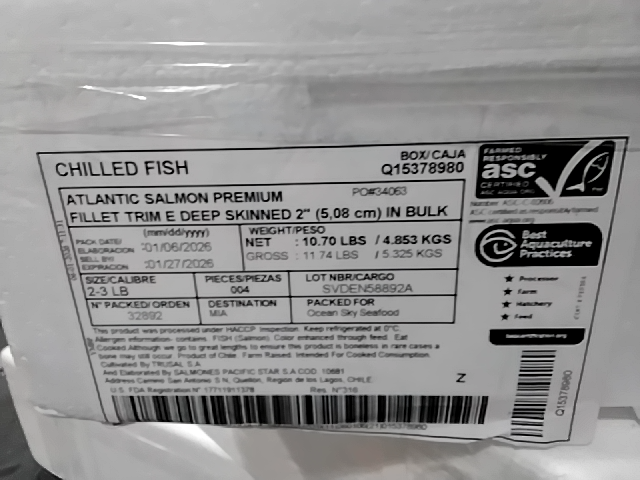 CHILLED FISH
BOX/CAJA
Q15378980
ATLANTIC SALMON PREMIUM
PO#34063
FILLET TRIM E DEEP SKINNED 2" (5,08 cm) IN BULK
(mm/dd/yyyy)
PACK DATE/
ELABORACION :01/06/2026
SELL BY/
EXPIRACION :01/27/2026
WEIGHT/PESO
NET : 10.70 LBS / 4.853 KGS
GROSS : 11.74 LBS / 5.325 KGS
SIZE/CALIBRE
2-3 LB
PIECES/PIEZAS
004
LOT NBR/CARGO
SVDEN58892A
N° PACKED/ORDEN
32892
DESTINATION
MIA
PACKED FOR
Ocean Sky Seafood
This product was processed under HACCP Inspection. Keep refrigerated at 0°C.
Allergen information- contains, FISH (Salmon). Color enhanced through feed. Eat
Cooked Although we go to great lengths to ensure this product is boneless in rare cases a
bone may still occur. Product of Chile. Farm Raised. Intended For Cooked Consumption.
Cultivated By TRUSAL S.A
And Elaborated By SALMONES PACIFIC STAR S.A COD. 10681
Address Camino San Antonio S N, Quellon, Region de los Lagos, CHILE.
U.S. FDA Registration N° 17711911378
Res. N°316
Z
FARMED
RESPONSIBLY
asc
CERTIFIED
ASC-AQUA.ORG
Best
Aquaculture
Practices
Processor
Farm
Hatchery
Feed
Q15378980